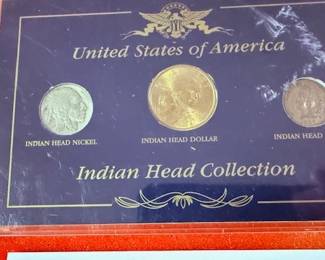 United States of America
INDIAN HEAD NICKEL
INDIAN HEAD DOLLAR
INDIAN HEAD
Indian Head Collection